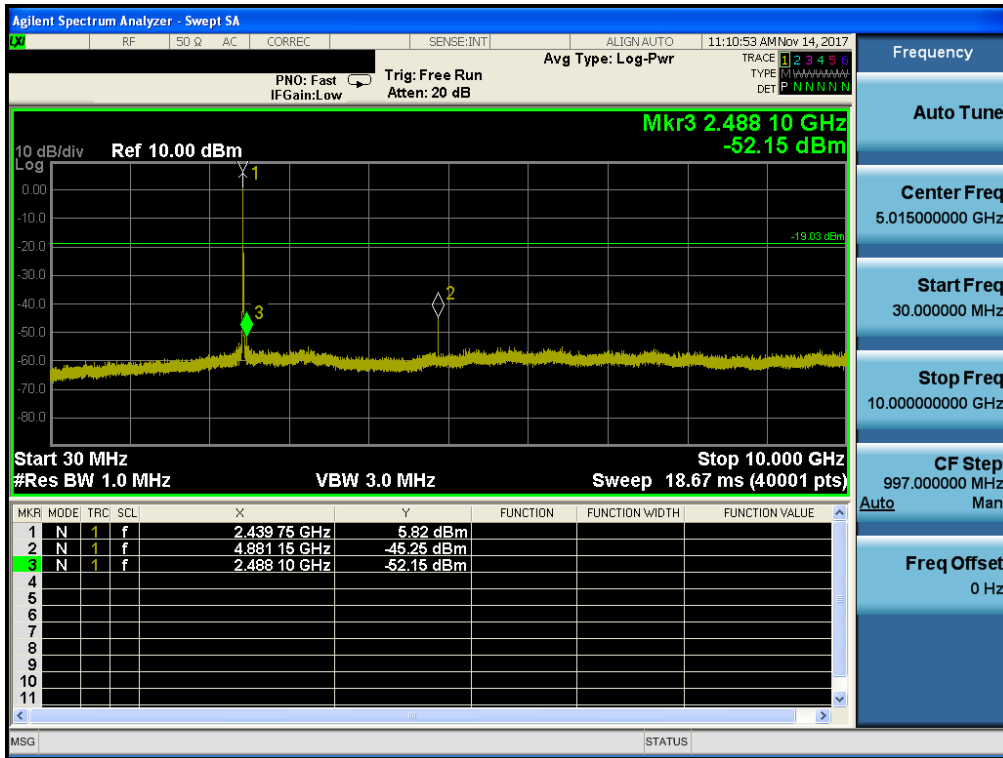 Agilent Spectrum Analyzer - Swept SA
LXI RF 50 Ω AC CORREC SENSE:INT ALIGN AUTO 11:10:53 AM Nov 14, 2017
Frequency
Avg Type: Log-Pwr
TRACE 1 2 3 4 5 6
PNO: Fast Trig: Free Run
TYPE M WWWWWW
IFGain:Low Atten: 20 dB
DET P N N N N N
Auto Tune
Mkr3 2.488 10 GHz
10 dB/div Ref 10.00 dBm -52.15 dBm
Log
1
0.00
-10.0
-19.03 dBm
-20.0
-30.0
2
-40.0
3
-50.0
-60.0
-70.0
-80.0
Center Freq
5.015000000 GHz
Start Freq
30.000000 MHz
Stop Freq
10.000000000 GHz
Start 30 MHz Stop 10.000 GHz
#Res BW 1.0 MHz VBW 3.0 MHz Sweep 18.67 ms (40001 pts)
CF Step
997.000000 MHz
Auto Man
MKR MODE TRC SCL X Y FUNCTION FUNCTION WIDTH FUNCTION VALUE
1 N 1 f 2.439 75 GHz 5.82 dBm
2 N 1 f 4.881 15 GHz -45.25 dBm
3 N 1 f 2.488 10 GHz -52.15 dBm
4
5
6
7
8
9
10
11
Freq Offset
0 Hz
MSG STATUS